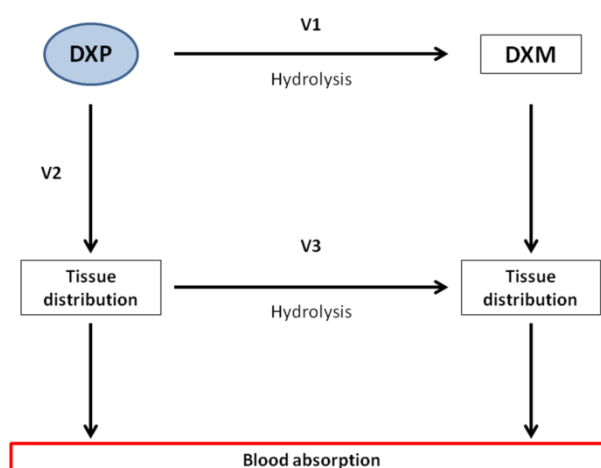 V1
DXP
DXM
Hydrolysis
V2
V3
Tissue
distribution
Tissue
distribution
Hydrolysis
Blood absorption